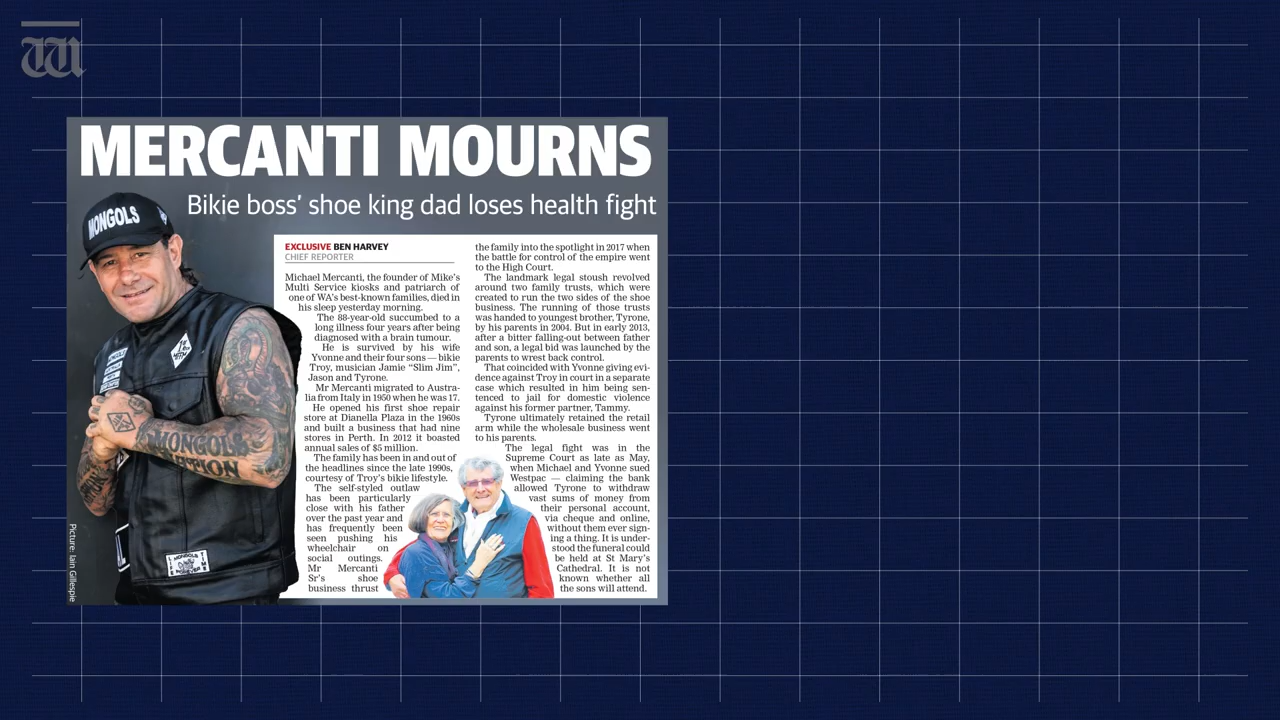 W
MERCANTI MOURNS
Bikie boss' shoe king dad loses health fight
MONGOLS
EXCLUSIVE BEN HARVEY
CHIEF REPORTER
Michael Mercanti, the founder of Mike's
Multi Service kiosks and patriarch of
one of WA's best-known families, died in
his sleep yesterday morning.
The 88-year-old succumbed to a
long illness four years after being
diagnosed with a brain tumour.
He is survived by his wife
Yvonne and their four sons — bikie
Troy, musician Jamie “Slim Jim”,
Jason and Tyrone.
Mr Mercanti migrated to Austra-
lia from Italy in 1950 when he was 17.
He opened his first shoe repair
store at Dianella Plaza in the 1960s
and built a business that had nine
stores in Perth. In 2012 it boasted
annual sales of $5 million.
The family has been in and out of
the headlines since the late 1990s,
courtesy of Troy's bikie lifestyle.
The self-styled outlaw
has been particularly
close with his father
over the past year and
has frequently been
seen pushing his
wheelchair on
social outings.
Mr Mercanti
Sr's shoe
business thrust
the family into the spotlight in 2017 when
the battle for control of the empire went
to the High Court.
The landmark legal stoush revolved
around two family trusts, which were
created to run the two sides of the shoe
business. The running of those trusts
was handed to youngest brother, Tyrone,
by his parents in 2004. But in early 2013,
after a bitter falling-out between father
and son, a legal bid was launched by the
parents to wrest back control.
That coincided with Yvonne giving evi-
dence against Troy in court in a separate
case which resulted in him being sen-
tenced to jail for domestic violence
against his former partner, Tammy.
Tyrone ultimately retained the retail
arm while the wholesale business went
to his parents.
The legal fight was in the
Supreme Court as late as May,
when Michael and Yvonne sued
Westpac — claiming the bank
allowed Tyrone to withdraw
vast sums of money from
their personal account,
via cheque and online,
without them ever sign-
ing a thing. It is under-
stood the funeral could
be held at St Mary's
Cathedral. It is not
known whether all
the sons will attend.
MONGOLS
Picture: Iain Gillespie